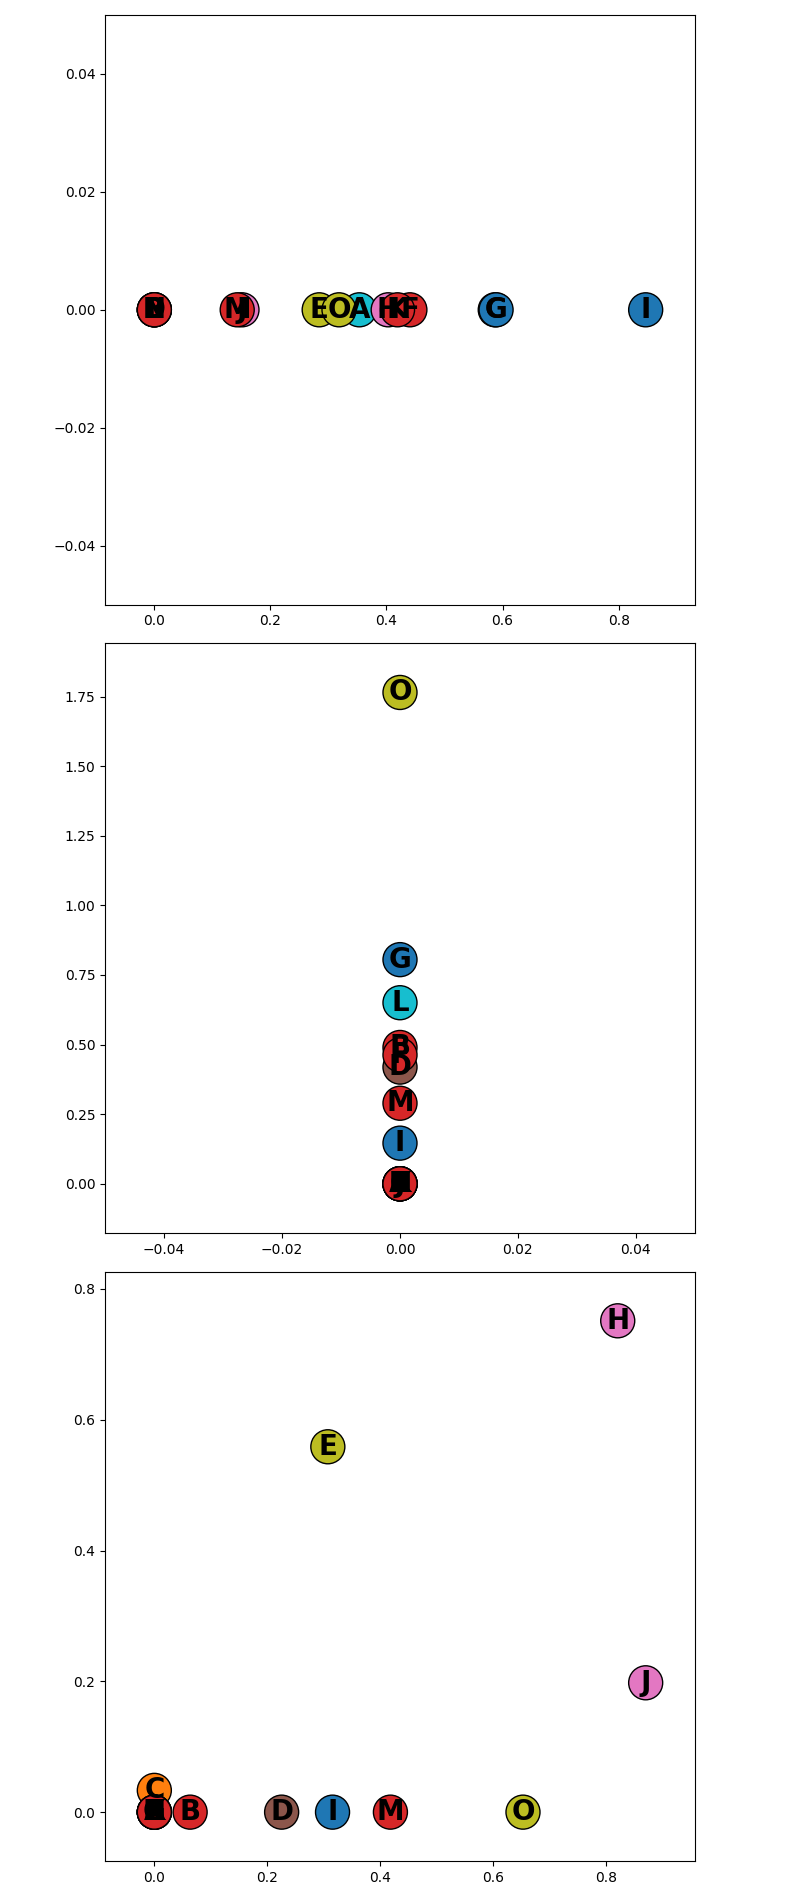 0.04
0.02
M J E O A H K F G I
0.00
−0.02
−0.04
0.0 0.2 0.4 0.6 0.8
O
1.75
1.50
1.25
1.00
G
0.75
L
B
0.50
D
M
0.25
I
0.00
−0.04 −0.02 0.00 0.02 0.04
0.8
H
0.6
E
0.4
0.2
J
C
0.0
B D I M O
0.0 0.2 0.4 0.6 0.8